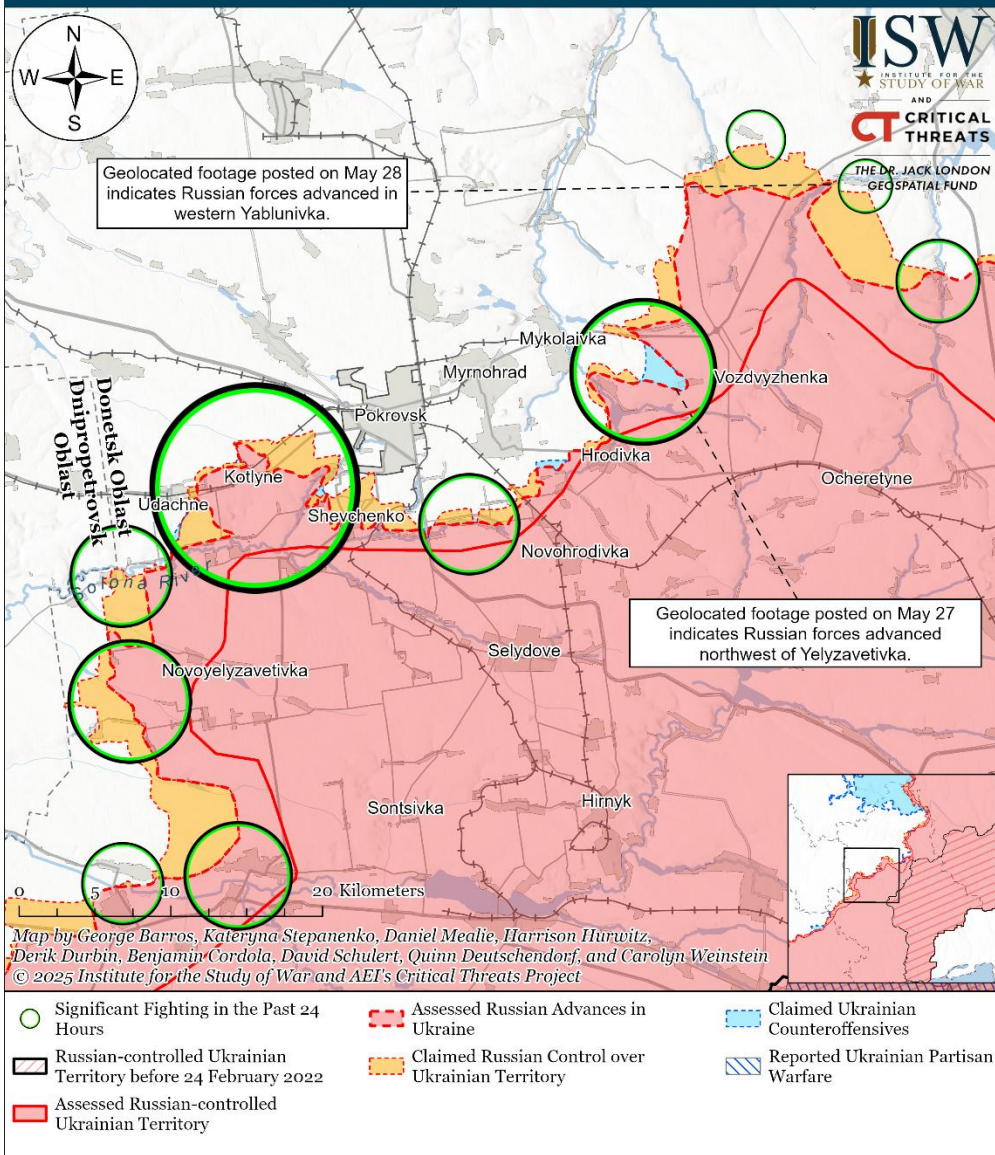 N
W
E
S
ISW
INSTITUTE FOR THE
STUDY OF WAR
AND
CT CRITICAL
THREATS
THE DR. JACK LONDON
GEOSPATIAL FUND
Geolocated footage posted on May 28
indicates Russian forces advanced in
western Yablunivka.
Mykolaivka
Myrnohrad
Vozdvyzhenka
Pokrovsk
Donetsk Oblast
Dnipropetrovsk
Oblast
Hrodivka
Kotlyne
Ocheretyne
Udachne
Shevchenko
Novohrodivka
Solona River
Geolocated footage posted on May 27
indicates Russian forces advanced
northwest of Yelyzavetivka.
Selydove
Novoyelyzavetivka
Sontsivka
Hirnyk
0 5 10 20 Kilometers
Map by George Barros, Kateryna Stepanenko, Daniel Mealie, Harrison Hurwitz,
Derik Durbin, Benjamin Cordola, David Schulert, Quinn Deutschendorf, and Carolyn Weinstein
© 2025 Institute for the Study of War and AEI's Critical Threats Project
Significant Fighting in the Past 24
Hours
Russian-controlled Ukrainian
Territory before 24 February 2022
Assessed Russian-controlled
Ukrainian Territory
Assessed Russian Advances in
Ukraine
Claimed Russian Control over
Ukrainian Territory
Claimed Ukrainian
Counteroffensives
Reported Ukrainian Partisan
Warfare